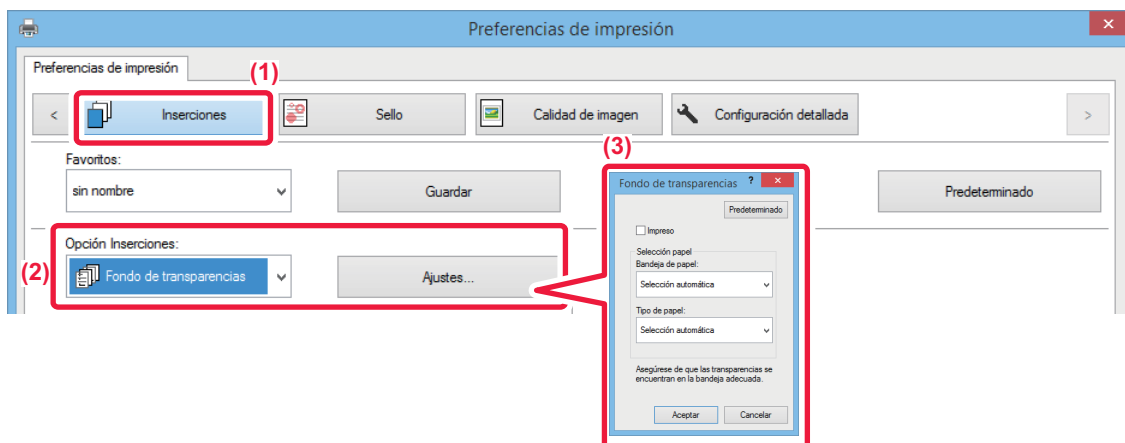 Preferencias de impresión
Preferencias de impresión
(1)
< Inserciones Sello Calidad de imagen Configuración detallada >
(3)
Favoritos:
sin nombre Guardar Predeterminado
(2)
Opción Inserciones:
Fondo de transparencias Ajustes...
Fondo de transparencias ?
Predeterminado
Impreso
Selección papel
Bandeja de papel:
Selección automática
Tipo de papel:
Selección automática
Asegúrese de que las transparencias se
encuentran en la bandeja adecuada.
Aceptar Cancelar